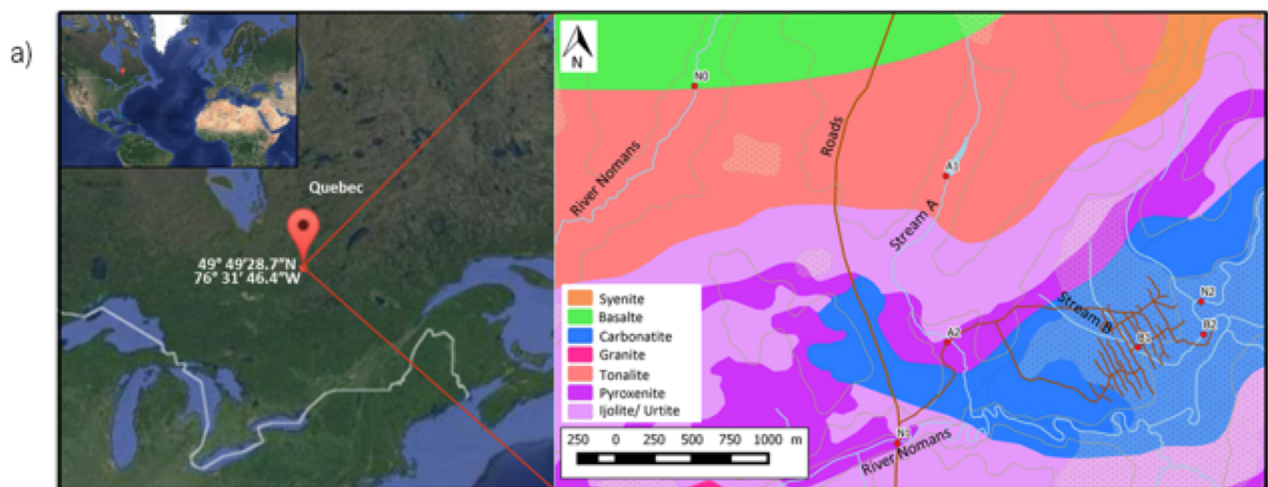 a)
Quebec
49° 49'28.7"N
76° 31' 46.4"W
N
N0
River Nomans
Roads
A1
Stream A
Syenite
Basalte
Carbonatite
Granite
Tonalite
Pyroxenite
Ijolite/ Urtite
250 0 250 500 750 1000 m
A2
Stream B
N2
B2
B1
N1
River Nomans